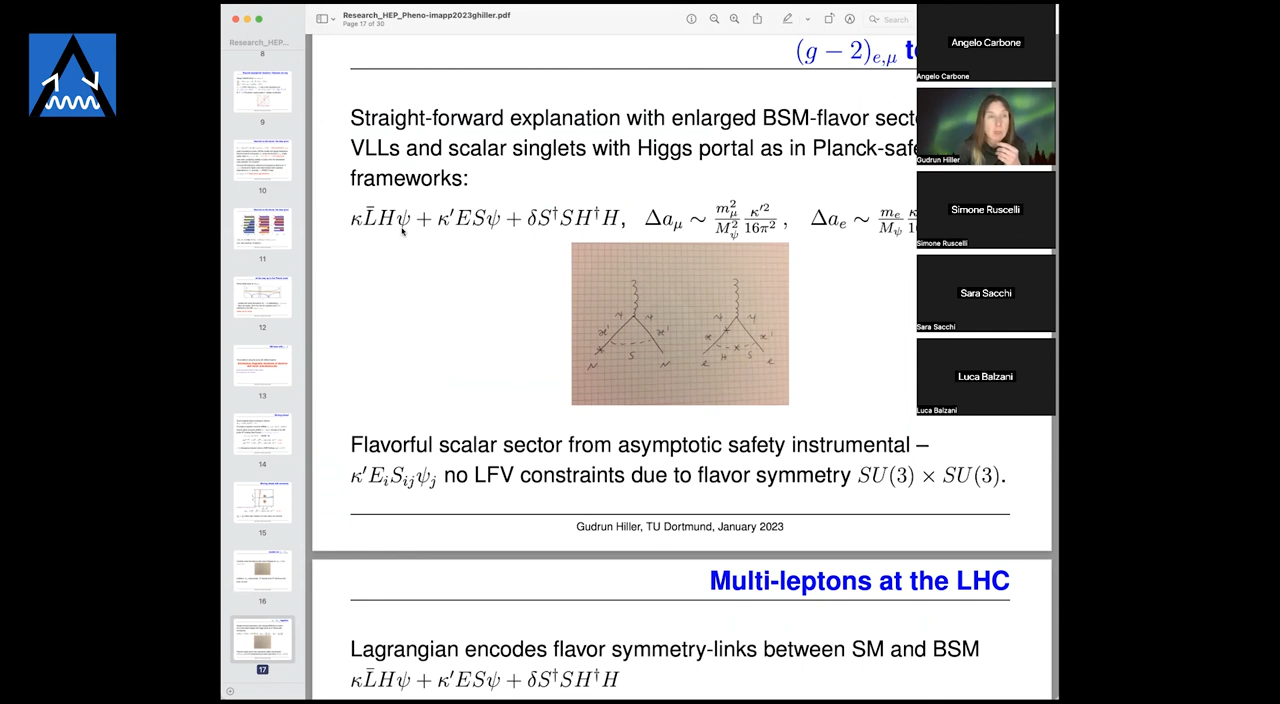 Research_HEP_Pheno-imapp2023ghiller.pdf
Page 17 of 30
Search
Research_HEP...
8
9
10
11
12
13
14
15
16
17
(g − 2)e,μ
Straight-forward explanation with enlarged BSM-flavor
VLLs and scalar singlets with Higgs portal as in
frameworks:
κL̄Hψ + κ′ESψ + δS†SH†H, Δaμ ∼ m²μ/M²ψ κ′²/16π², Δae ∼ me/Mψ
S
S
Flavorful scalar sector from asymptotic safety instrumental –
κ′EiSijψj no LFV constraints due to flavor symmetry SU(3) × SU(3).
Gudrun Hiller, TU Dortmund, January 2023
Multi-leptons at the LHC
Lagrangian encodes flavor symmetry links between SM and BSM
κL̄Hψ + κ′ESψ + δS†SH†H
Angelo Carbone
Angelo Carbone
Gudrun Hiller
Simone Ruscelli
Simone Ruscelli
Sara Sacchi
Sara Sacchi
Luca Balzani
Luca Balzani